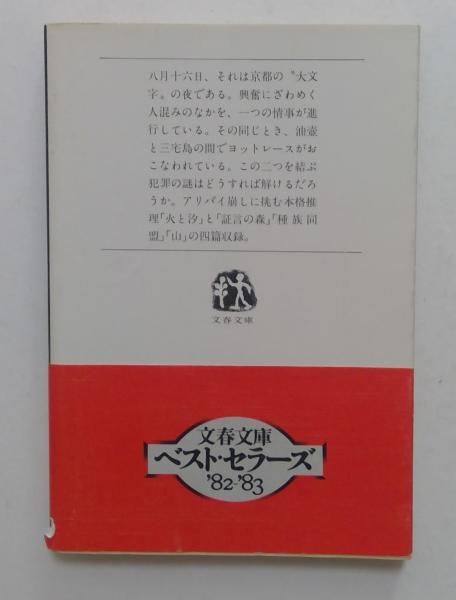 八月十六日、それは京都の〝大文
字〟の夜である。興奮にざわめく
人混みのなかを、一つの情事が進
行している。その同じとき、油壷
と三宅島の間でヨットレースがお
こなわれている。この二つを結ぶ
犯罪の謎はどうすれば解けるだろ
うか。アリバイ崩しに挑む本格推
理「火と汐」と「証言の森」「種族同
盟」「山」の四篇収録。
文春文庫
文春文庫
ベスト・セラーズ
'82-'83